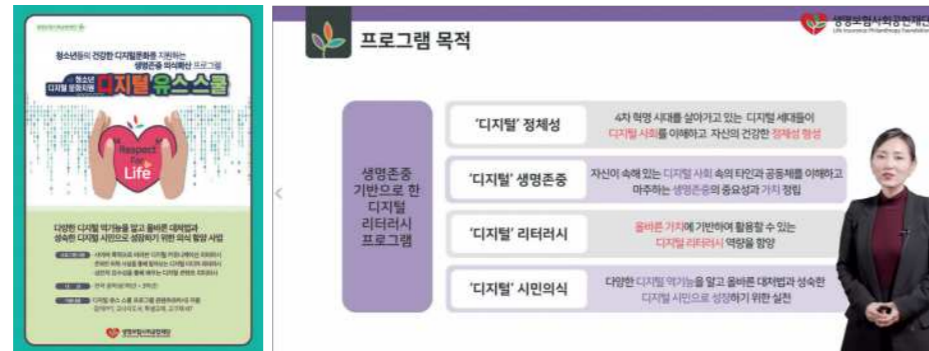 생명보험사회공헌재단
청소년들의 건강한 디지털문화를 지원하는
생명존중 의식확산 프로그램
청소년
디지털 문화지원
디지털 유스 스쿨
"Respect
For
Life"
다양한 디지털 역기능을 알고 올바른 대처법과
성숙한 디지털 시민으로 성장하기 위한 의식 함양 사업
생명보험사회공헌재단
프로그램 목적
생명보험사회공헌재단
Life Insurance Philanthropy Foundation
생명존중
기반으로 한
디지털
리터러시
프로그램
'디지털' 정체성
4차 혁명 시대를 살아가고 있는 디지털 세대들이
디지털 사회를 이해하고 자신의 건강한 정체성 형성
'디지털' 생명존중
자신이 속해 있는 디지털 사회 속의 타인과 공동체를 이해하고
마주하는 생명존중의 중요성과 가치 정립
'디지털' 리터러시
올바른 가치에 기반하여 활용할 수 있는
디지털 리터러시 역량을 함양
'디지털' 시민의식
다양한 디지털 역기능을 알고 올바른 대처법과 성숙한
디지털 시민으로 성장하기 위한 실천